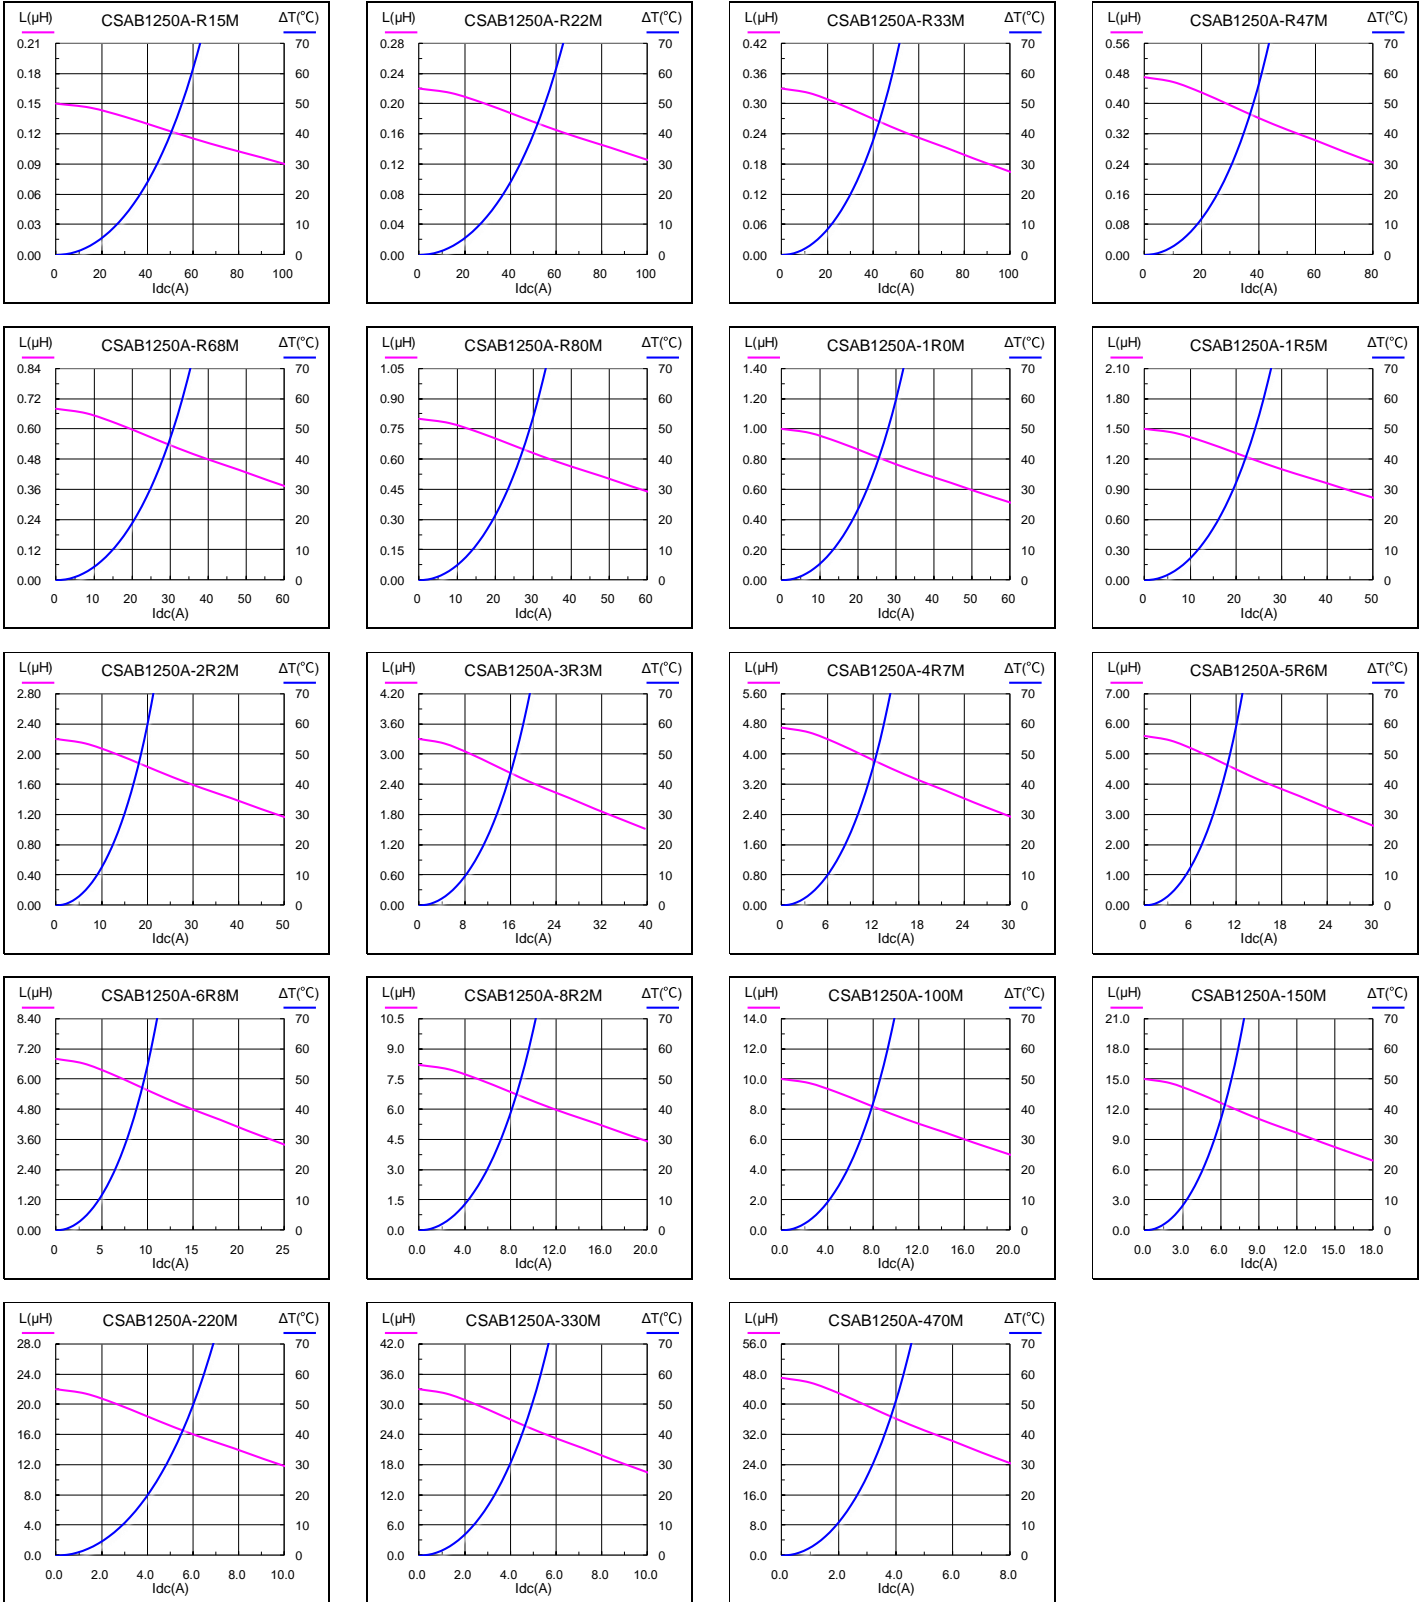 L(µH) CSAB1250A-R15M ΔT(°C)
0.21 70
0.18 60
0.15 50
0.12 40
0.09 30
0.06 20
0.03 10
0.00 0
0 20 40 60 80 100
Idc(A)
L(µH) CSAB1250A-R22M ΔT(°C)
0.28 70
0.24 60
0.20 50
0.16 40
0.12 30
0.08 20
0.04 10
0.00 0
0 20 40 60 80 100
Idc(A)
L(µH) CSAB1250A-R33M ΔT(°C)
0.42 70
0.36 60
0.30 50
0.24 40
0.18 30
0.12 20
0.06 10
0.00 0
0 20 40 60 80 100
Idc(A)
L(µH) CSAB1250A-R47M ΔT(°C)
0.56 70
0.48 60
0.40 50
0.32 40
0.24 30
0.16 20
0.08 10
0.00 0
0 20 40 60 80
Idc(A)
L(µH) CSAB1250A-R68M ΔT(°C)
0.84 70
0.72 60
0.60 50
0.48 40
0.36 30
0.24 20
0.12 10
0.00 0
0 10 20 30 40 50 60
Idc(A)
L(µH) CSAB1250A-R80M ΔT(°C)
1.05 70
0.90 60
0.75 50
0.60 40
0.45 30
0.30 20
0.15 10
0.00 0
0 10 20 30 40 50 60
Idc(A)
L(µH) CSAB1250A-1R0M ΔT(°C)
1.40 70
1.20 60
1.00 50
0.80 40
0.60 30
0.40 20
0.20 10
0.00 0
0 10 20 30 40 50 60
Idc(A)
L(µH) CSAB1250A-1R5M ΔT(°C)
2.10 70
1.80 60
1.50 50
1.20 40
0.90 30
0.60 20
0.30 10
0.00 0
0 10 20 30 40 50
Idc(A)
L(µH) CSAB1250A-2R2M ΔT(°C)
2.80 70
2.40 60
2.00 50
1.60 40
1.20 30
0.80 20
0.40 10
0.00 0
0 10 20 30 40 50
Idc(A)
L(µH) CSAB1250A-3R3M ΔT(°C)
4.20 70
3.60 60
3.00 50
2.40 40
1.80 30
1.20 20
0.60 10
0.00 0
0 8 16 24 32 40
Idc(A)
L(µH) CSAB1250A-4R7M ΔT(°C)
5.60 70
4.80 60
4.00 50
3.20 40
2.40 30
1.60 20
0.80 10
0.00 0
0 6 12 18 24 30
Idc(A)
L(µH) CSAB1250A-5R6M ΔT(°C)
7.00 70
6.00 60
5.00 50
4.00 40
3.00 30
2.00 20
1.00 10
0.00 0
0 6 12 18 24 30
Idc(A)
L(µH) CSAB1250A-6R8M ΔT(°C)
8.40 70
7.20 60
6.00 50
4.80 40
3.60 30
2.40 20
1.20 10
0.00 0
0 5 10 15 20 25
Idc(A)
L(µH) CSAB1250A-8R2M ΔT(°C)
10.5 70
9.0 60
7.5 50
6.0 40
4.5 30
3.0 20
1.5 10
0.0 0
0.0 4.0 8.0 12.0 16.0 20.0
Idc(A)
L(µH) CSAB1250A-100M ΔT(°C)
14.0 70
12.0 60
10.0 50
8.0 40
6.0 30
4.0 20
2.0 10
0.0 0
0.0 4.0 8.0 12.0 16.0 20.0
Idc(A)
L(µH) CSAB1250A-150M ΔT(°C)
21.0 70
18.0 60
15.0 50
12.0 40
9.0 30
6.0 20
3.0 10
0.0 0
0.0 3.0 6.0 9.0 12.0 15.0 18.0
Idc(A)
L(µH) CSAB1250A-220M ΔT(°C)
28.0 70
24.0 60
20.0 50
16.0 40
12.0 30
8.0 20
4.0 10
0.0 0
0.0 2.0 4.0 6.0 8.0 10.0
Idc(A)
L(µH) CSAB1250A-330M ΔT(°C)
42.0 70
36.0 60
30.0 50
24.0 40
18.0 30
12.0 20
6.0 10
0.0 0
0.0 2.0 4.0 6.0 8.0 10.0
Idc(A)
L(µH) CSAB1250A-470M ΔT(°C)
56.0 70
48.0 60
40.0 50
32.0 40
24.0 30
16.0 20
8.0 10
0.0 0
0.0 2.0 4.0 6.0 8.0
Idc(A)